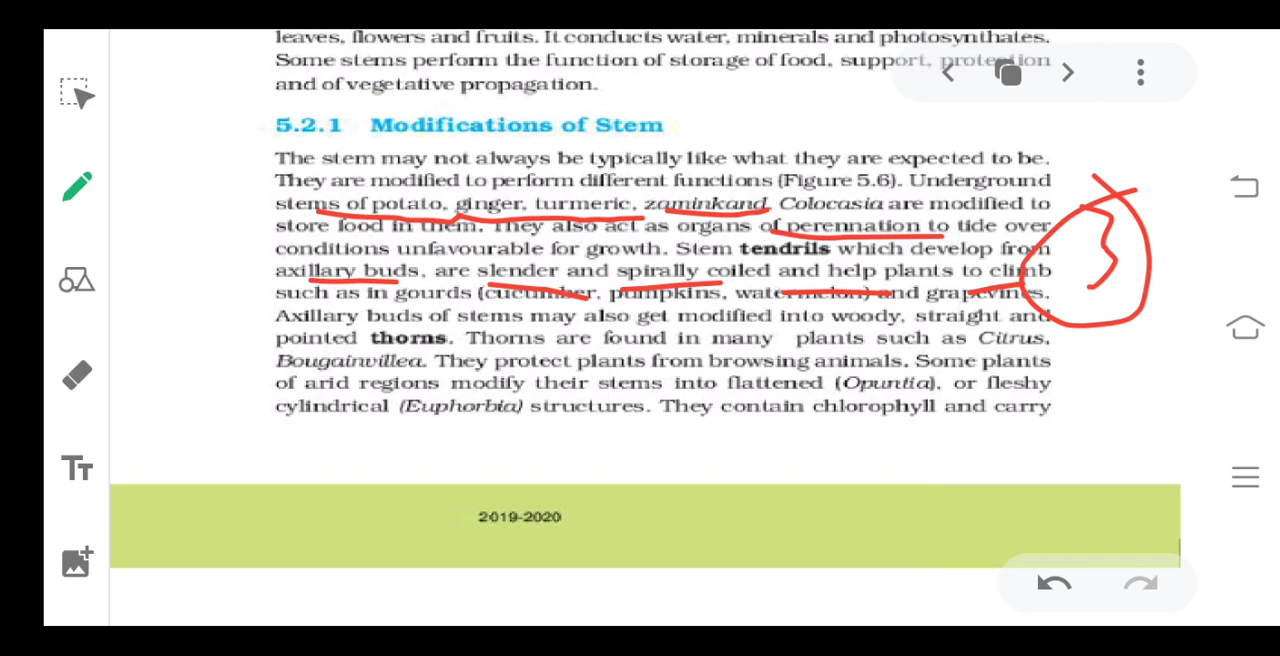 leaves, flowers and fruits. It conducts water, minerals and photosynthates.
Some stems perform the function of storage of food, support, protection
and of vegetative propagation.
5.2.1 Modifications of Stem
The stem may not always be typically like what they are expected to be.
They are modified to perform different functions (Figure 5.6). Underground
stems of potato, ginger, turmeric, zaminkand, Colocasia are modified to
store food in them. They also act as organs of perennation to tide over
conditions unfavourable for growth. Stem tendrils which develop from
axillary buds, are slender and spirally coiled and help plants to climb
such as in gourds (cucumber, pumpkins, watermelon) and grapevines.
Axillary buds of stems may also get modified into woody, straight and
pointed thorns. Thorns are found in many plants such as Citrus,
Bougainvillea. They protect plants from browsing animals. Some plants
of arid regions modify their stems into flattened (Opuntia), or fleshy
cylindrical (Euphorbia) structures. They contain chlorophyll and carry
2019-2020
TT